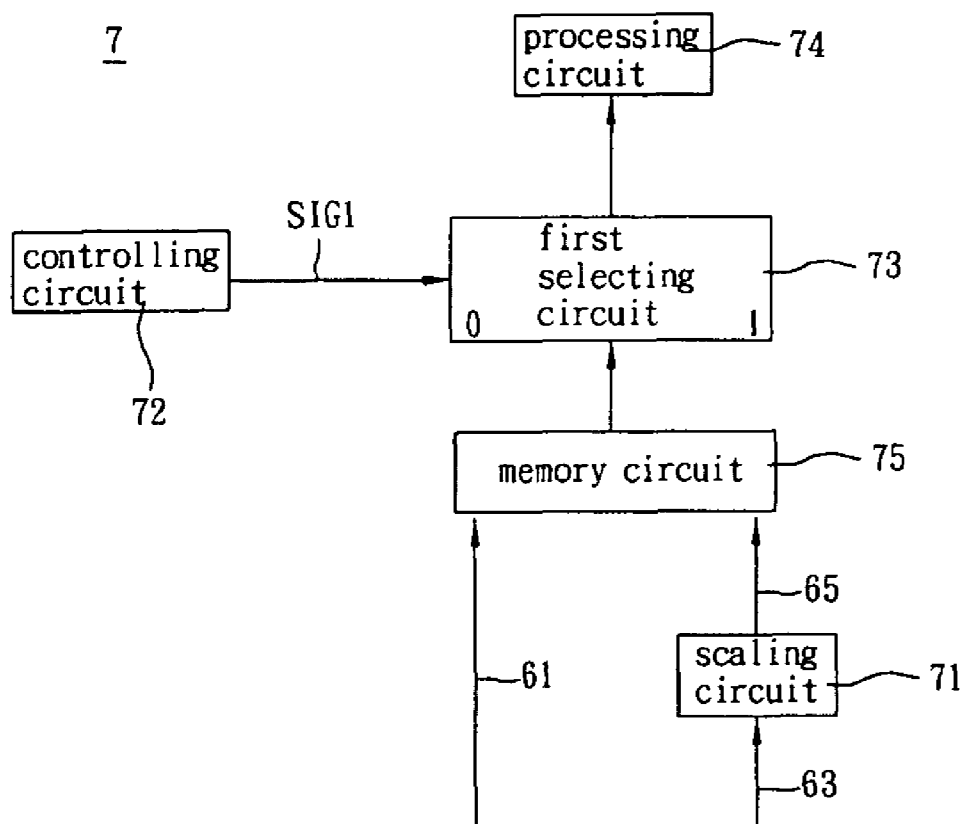 7
processing
circuit
74
SIG1
controlling
circuit
72
first
selecting
circuit
0
1
73
memory circuit
75
65
scaling
circuit
71
61
63